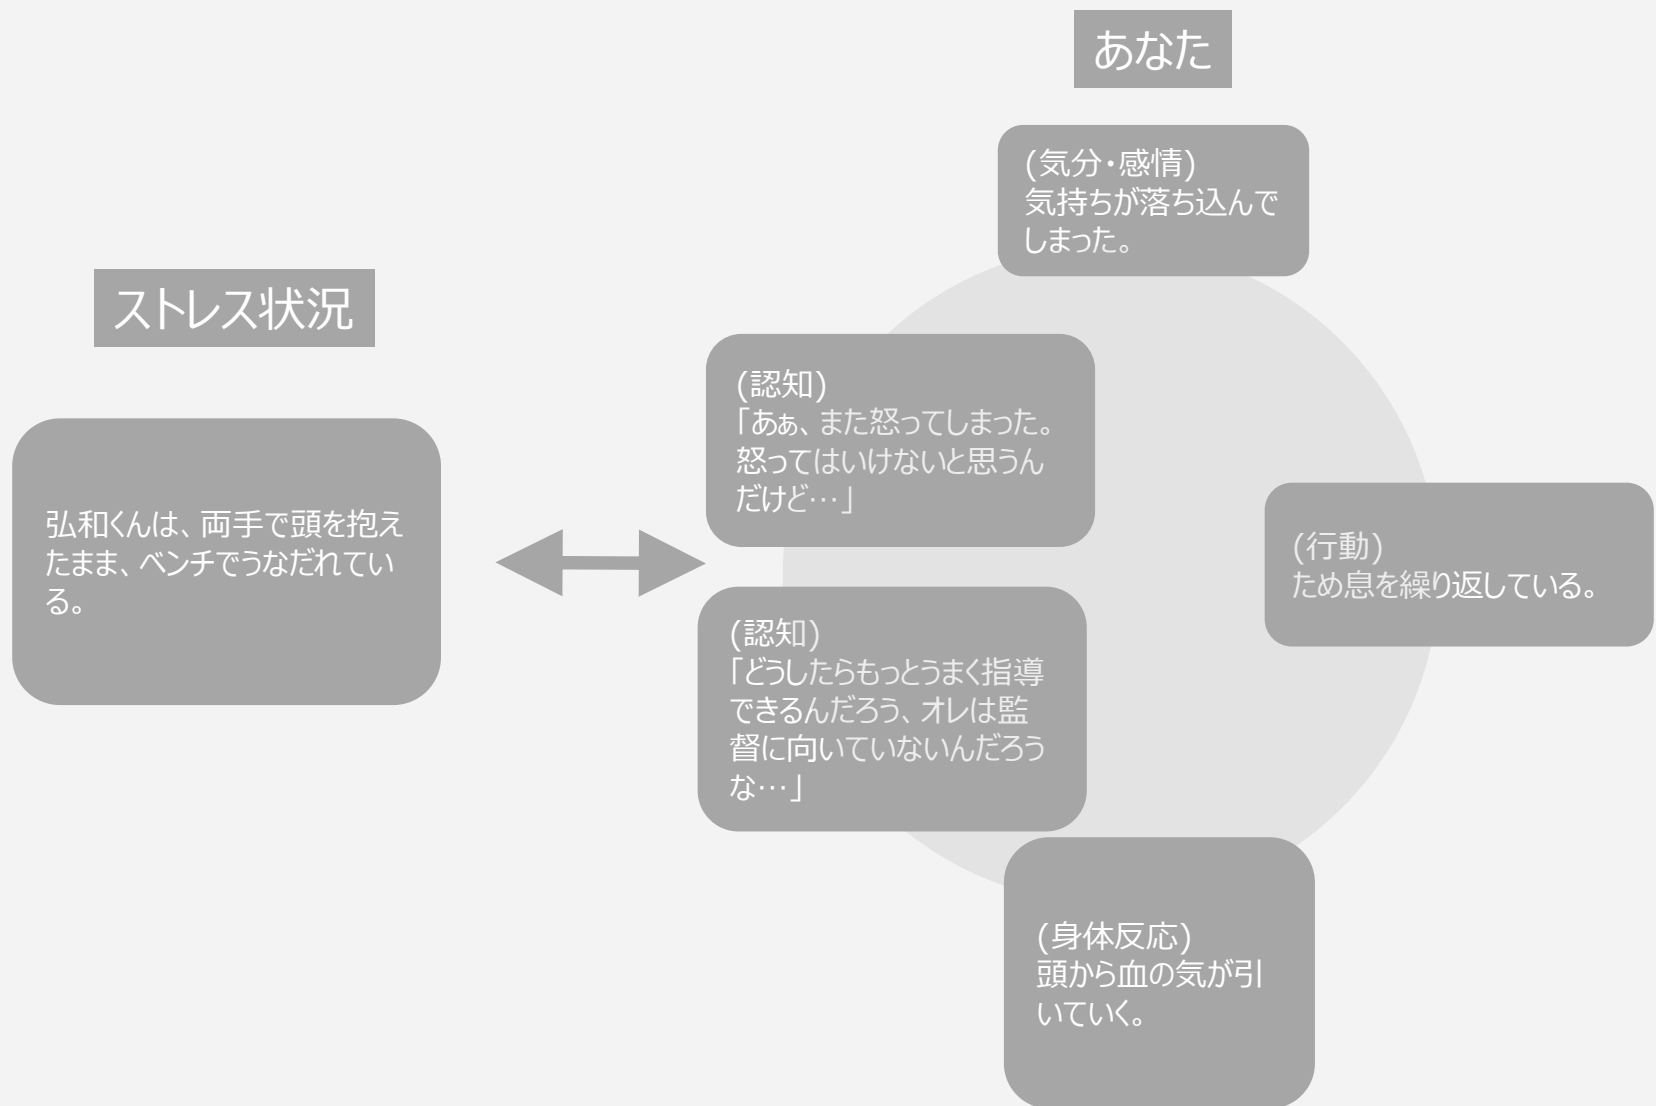 あなた
(気分・感情)
気持ちが落ち込んで
しまった。
ストレス状況
弘和くんは、両手で頭を抱え
たまま、ベンチでうなだれてい
る。
(認知)
「あぁ、また怒ってしまった。
怒ってはいけないと思うん
だけど…」
(認知)
「どうしたらもっとうまく指導
できるんだろう、オレは監
督に向いていないんだろう
な…」
(行動)
ため息を繰り返している。
(身体反応)
頭から血の気が引
いていく。